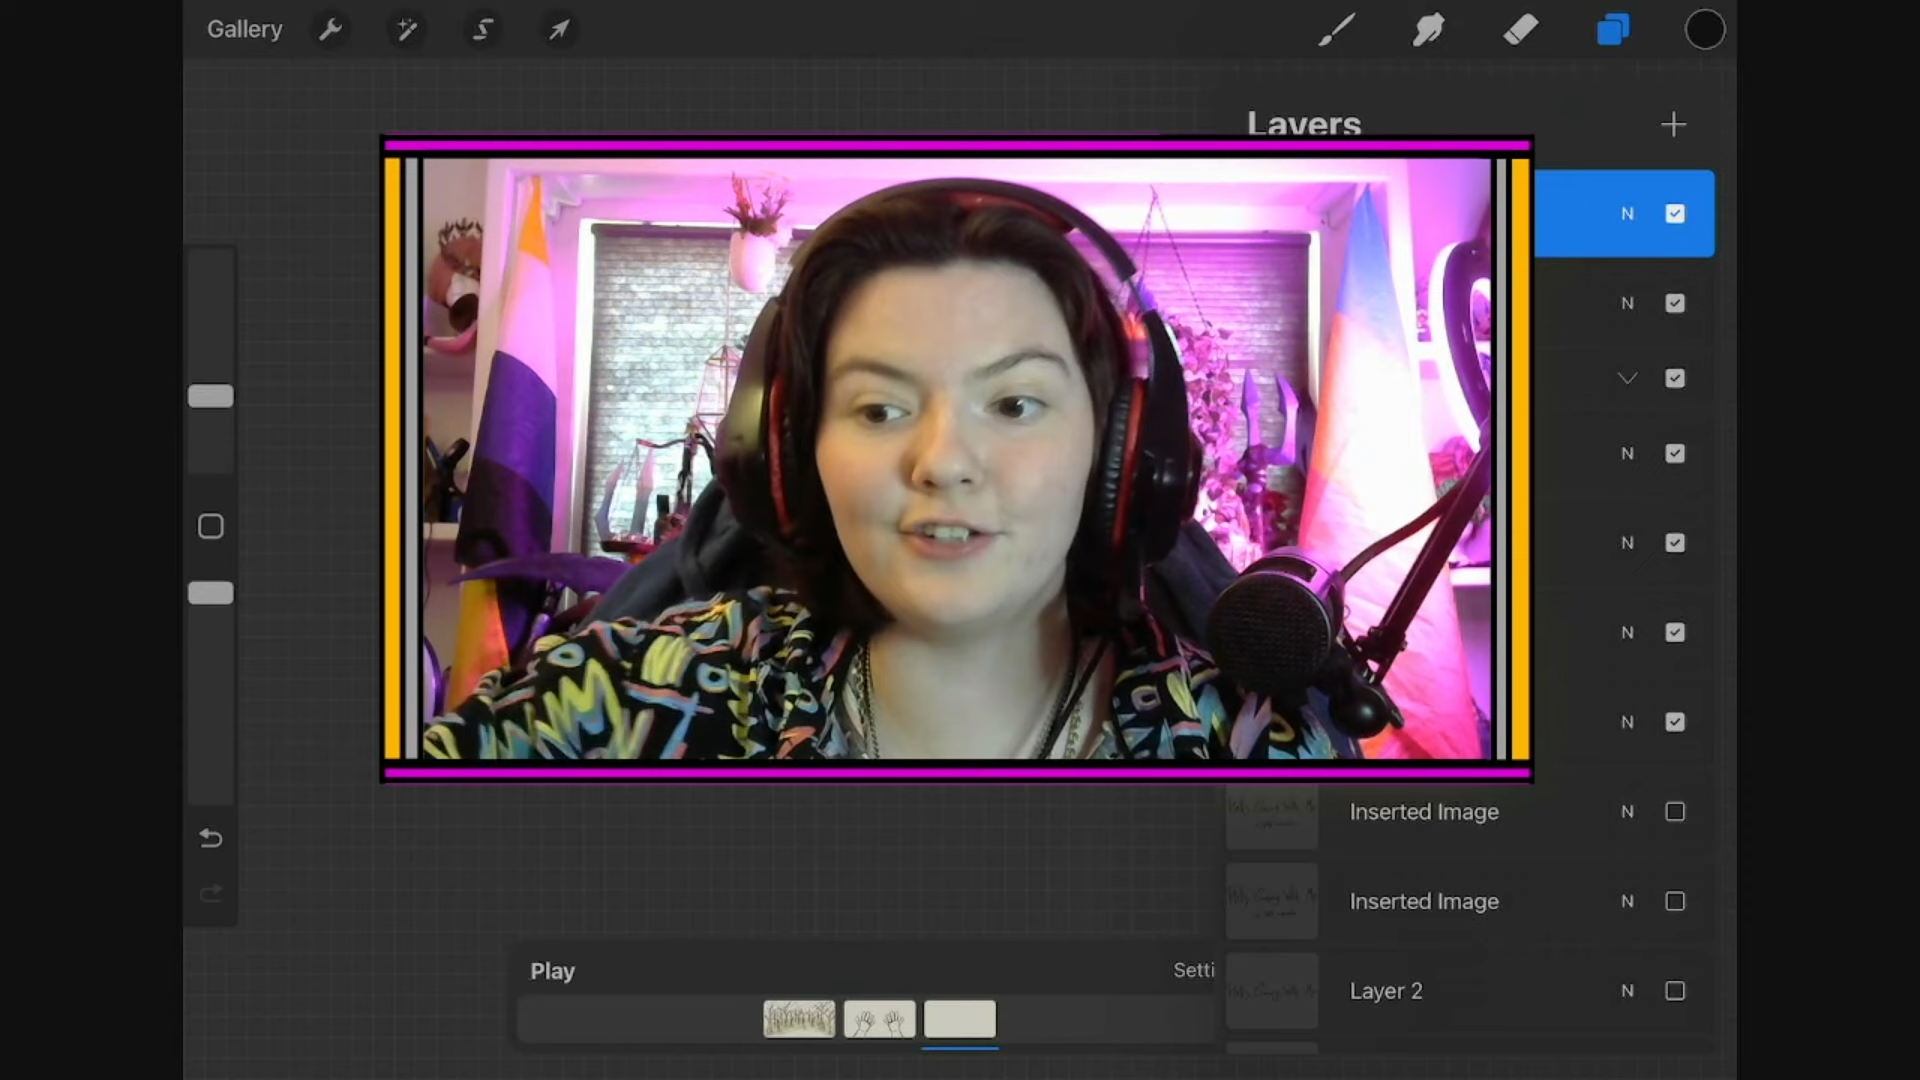 Gallery
Layers
N
N
N
N
N
N
Inserted Image N
Inserted Image N
Play
Setti
Layer 2 N